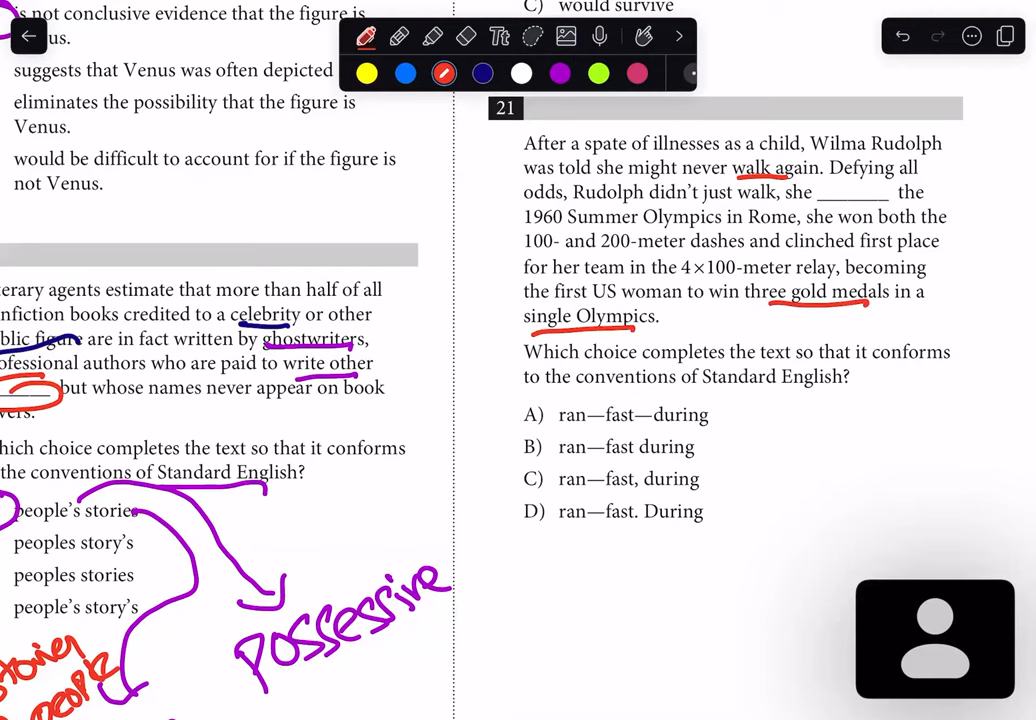 is not conclusive evidence that the figure is
us.
suggests that Venus was often depicted
eliminates the possibility that the figure is
Venus.
would be difficult to account for if the figure is
not Venus.
terary agents estimate that more than half of all
nfiction books credited to a celebrity or other
blic figure are in fact written by ghostwriters,
ofessional authors who are paid to write other
______ but whose names never appear on book
vers.
hich choice completes the text so that it conforms
the conventions of Standard English?
people's stories
peoples story's
peoples stories
people's story's
possessive
stories
people
Tt
C) would survive
21
After a spate of illnesses as a child, Wilma Rudolph
was told she might never walk again. Defying all
odds, Rudolph didn't just walk, she _______ the
1960 Summer Olympics in Rome, she won both the
100- and 200-meter dashes and clinched first place
for her team in the 4×100-meter relay, becoming
the first US woman to win three gold medals in a
single Olympics.
Which choice completes the text so that it conforms
to the conventions of Standard English?
A) ran—fast—during
B) ran—fast during
C) ran—fast, during
D) ran—fast. During